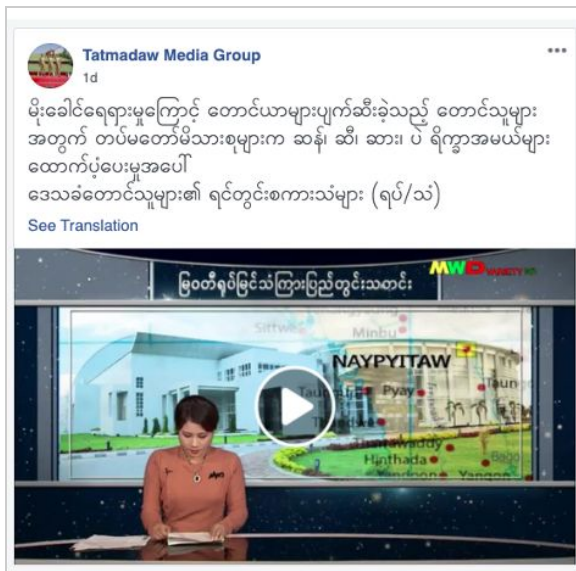 Tatmadaw Media Group
1d
မိုးခေါင်ရေရှားမှုကြောင့် တောင်ယာများပျက်ဆီးခဲ့သည့် တောင်သူများ
အတွက် တပ်မတော်မိသားစုများက ဆန်၊ ဆီ၊ ဆား၊ ပဲ ရိက္ခာအမယ်များ
ထောက်ပံ့ပေးမှုအပေါ်
ဒေသခံတောင်သူများ၏ ရင်တွင်းစကားသံများ (ရုပ်/သံ)
See Translation
MWD VARIETY
မြဝတီရုပ်မြင်သံကြားပြည်တွင်းသတင်း
Sittwe
Minbu
NAYPYITAW
Pyay
Taung
Hinthada
Bago
Yangon